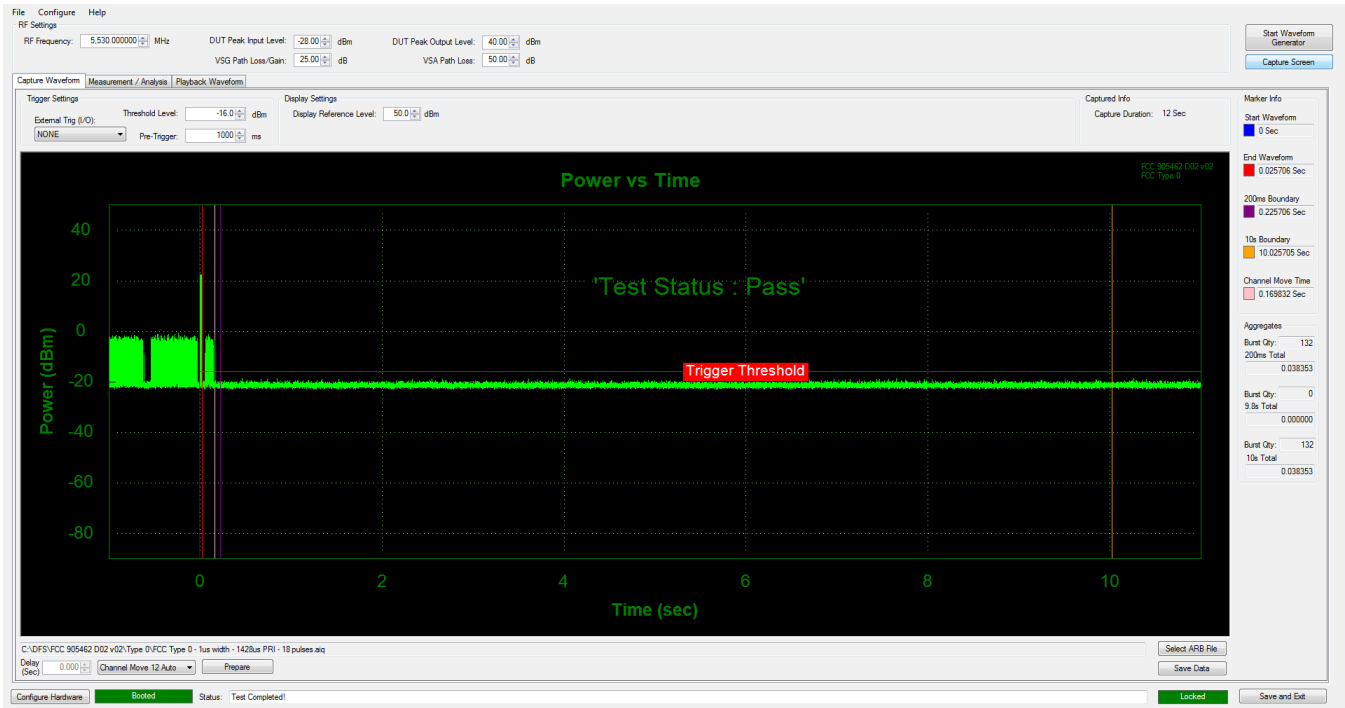 File Configure Help
RF Settings
RF Frequency: 5,530.000000 MHz DUT Peak Input Level: -28.00 dBm DUT Peak Output Level: 40.00 dBm
VSG Path Loss/Gain: 25.00 dB VSA Path Loss: 50.00 dB
Start Waveform
Generator
Capture Screen
Capture Waveform Measurement / Analysis Playback Waveform
Trigger Settings
External Trig (I/O):
NONE
Threshold Level: -16.0 dBm
Pre-Trigger: 1000 ms
Display Settings
Display Reference Level: 50.0 dBm
Captured Info
Capture Duration: 12 Sec
Marker Info
Start Waveform
0 Sec
End Waveform
0.025706 Sec
200ms Boundary
0.225706 Sec
10s Boundary
10.025705 Sec
Channel Move Time
0.169832 Sec
Aggregates
Burst Qty: 132
200ms Total
0.038353
Burst Qty: 0
9.8s Total
0.000000
Burst Qty: 132
10s Total
0.038353
FCC 905462 D02 v02
FCC Type 0
Power vs Time
'Test Status : Pass'
Trigger Threshold
Power (dBm)
40
20
0
-20
-40
-60
-80
0 2 4 6 8 10
Time (sec)
C:\DFS\FCC 905462 D02 v02\Type 0\FCC Type 0 - 1us width - 1428us PRI - 18 pulses.aiq
Select ARB File
Delay
(Sec) 0.000 Channel Move 12 Auto Prepare
Save Data
Configure Hardware Booted Status: Test Completed! Locked Save and Exit